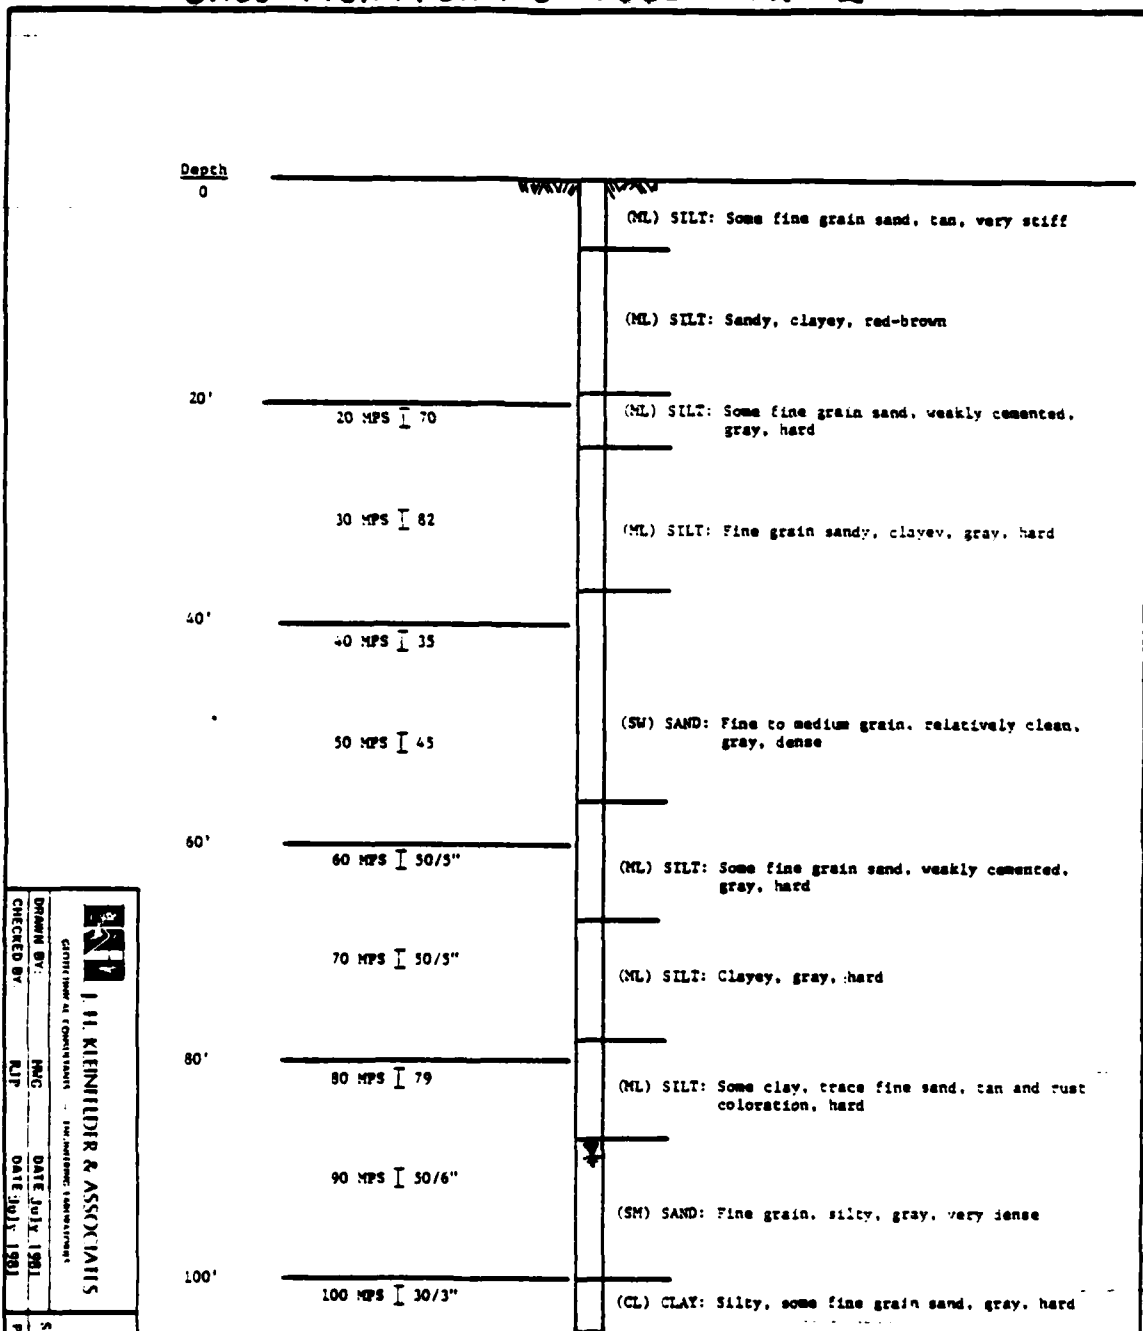 Depth
0
(ML) SILT: Some fine grain sand, tan, very stiff
(ML) SILT: Sandy, clayey, red-brown
20'
20 MPS 70
(ML) SILT: Some fine grain sand, weakly cemented,
gray, hard
30 MPS 82
(ML) SILT: Fine grain sandy, clayey, gray, hard
40'
40 MPS 35
(SW) SAND: Fine to medium grain, relatively clean,
gray, dense
50 MPS 45
60'
60 MPS 50/5"
(ML) SILT: Some fine grain sand, weakly cemented,
gray, hard
70 MPS 50/5"
(ML) SILT: Clayey, gray, hard
80'
80 MPS 79
(ML) SILT: Some clay, trace fine sand, tan and rust
coloration, hard
90 MPS 50/6"
(SM) SAND: Fine grain, silty, gray, very dense
100'
100 MPS 30/3"
(CL) CLAY: Silty, some fine grain sand, gray, hard
J. H. KLEINFELDER & ASSOCIATES
GEOTECHNICAL CONSULTANTS
DRAWN BY: DATE July 1981
CHECKED BY: RJP DATE July 1981